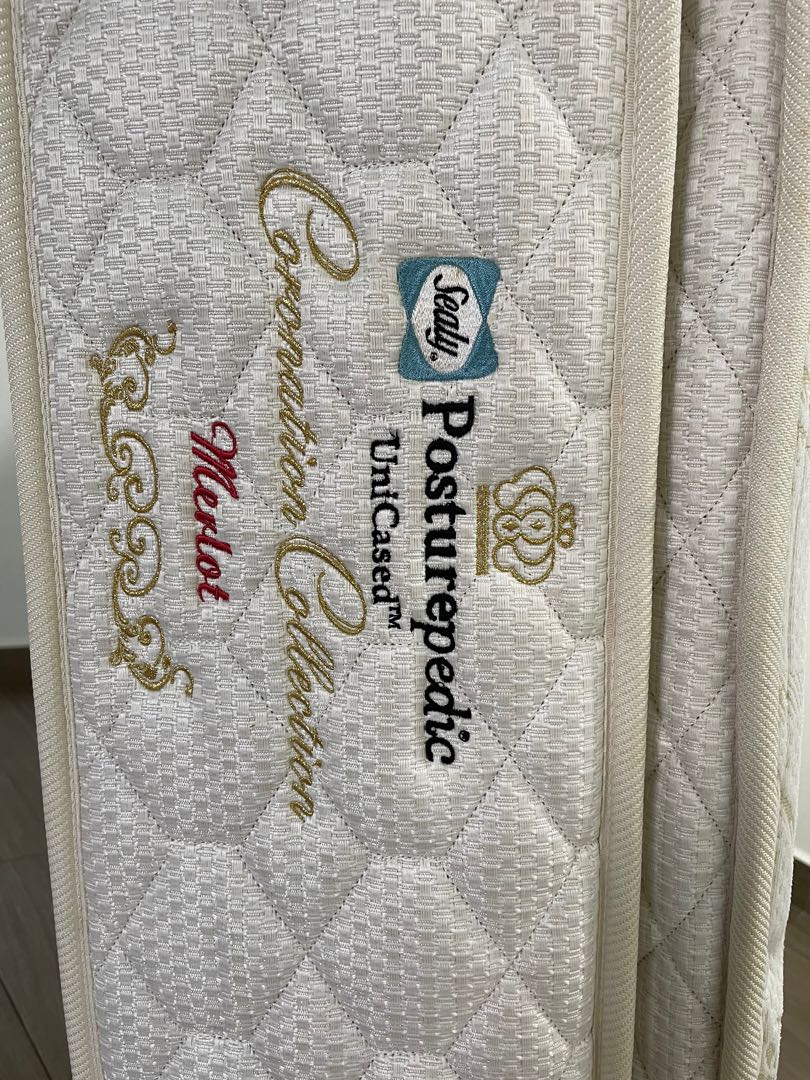 Sealy®
Posturepedic®
UniCased™
Coronation Collection
Merlot